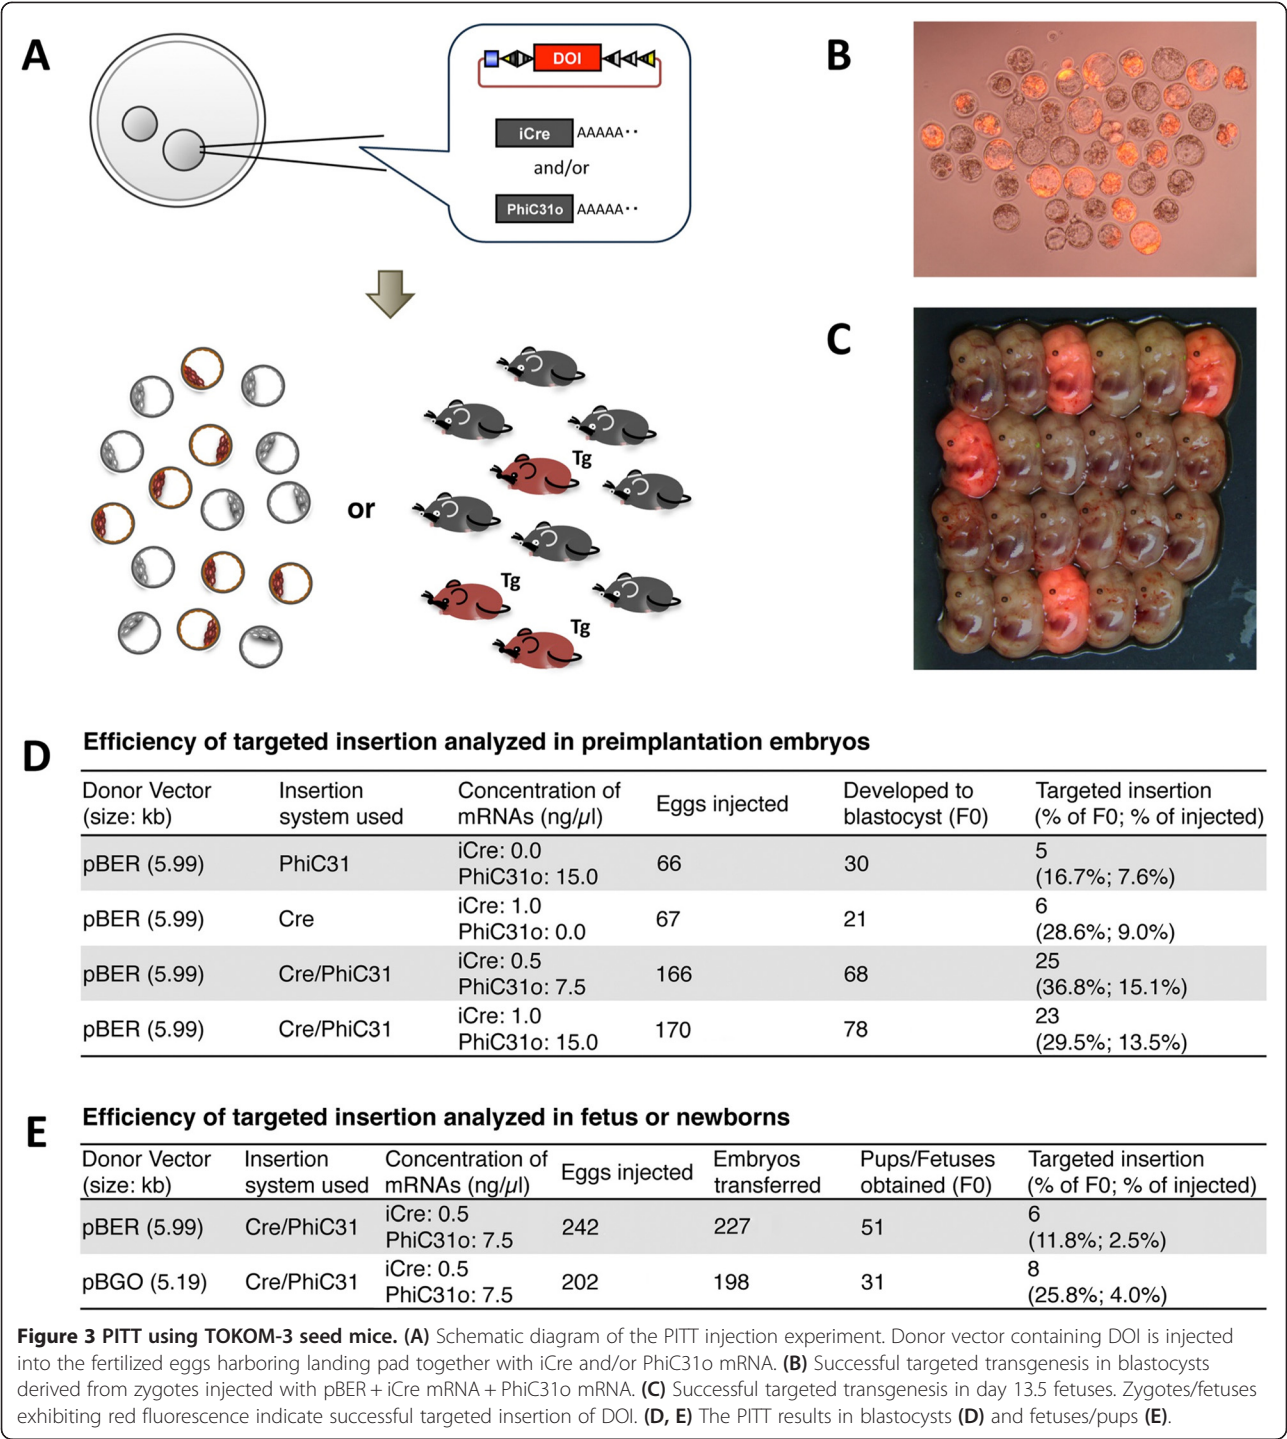 A
DOI
iCre
AAAAA··
and/or
PhiC31o
AAAAA··
or
Tg
Tg
Tg
B
C
D
Efficiency of targeted insertion analyzed in preimplantation embryos
Donor Vector (size: kb)	Insertion system used	Concentration of mRNAs (ng/µl)	Eggs injected	Developed to blastocyst (F0)	Targeted insertion (% of F0; % of injected)
pBER (5.99)	PhiC31	iCre: 0.0 PhiC31o: 15.0	66	30	5 (16.7%; 7.6%)
pBER (5.99)	Cre	iCre: 1.0 PhiC31o: 0.0	67	21	6 (28.6%; 9.0%)
pBER (5.99)	Cre/PhiC31	iCre: 0.5 PhiC31o: 7.5	166	68	25 (36.8%; 15.1%)
pBER (5.99)	Cre/PhiC31	iCre: 1.0 PhiC31o: 15.0	170	78	23 (29.5%; 13.5%)
E
Efficiency of targeted insertion analyzed in fetus or newborns
Donor Vector (size: kb)	Insertion system used	Concentration of mRNAs (ng/µl)	Eggs injected	Embryos transferred	Pups/Fetuses obtained (F0)	Targeted insertion (% of F0; % of injected)
pBER (5.99)	Cre/PhiC31	iCre: 0.5 PhiC31o: 7.5	242	227	51	6 (11.8%; 2.5%)
pBGO (5.19)	Cre/PhiC31	iCre: 0.5 PhiC31o: 7.5	202	198	31	8 (25.8%; 4.0%)
Figure 3 PITT using TOKOM-3 seed mice. (A) Schematic diagram of the PITT injection experiment. Donor vector containing DOI is injected
into the fertilized eggs harboring landing pad together with iCre and/or PhiC31o mRNA. (B) Successful targeted transgenesis in blastocysts
derived from zygotes injected with pBER + iCre mRNA + PhiC31o mRNA. (C) Successful targeted transgenesis in day 13.5 fetuses. Zygotes/fetuses
exhibiting red fluorescence indicate successful targeted insertion of DOI. (D, E) The PITT results in blastocysts (D) and fetuses/pups (E).